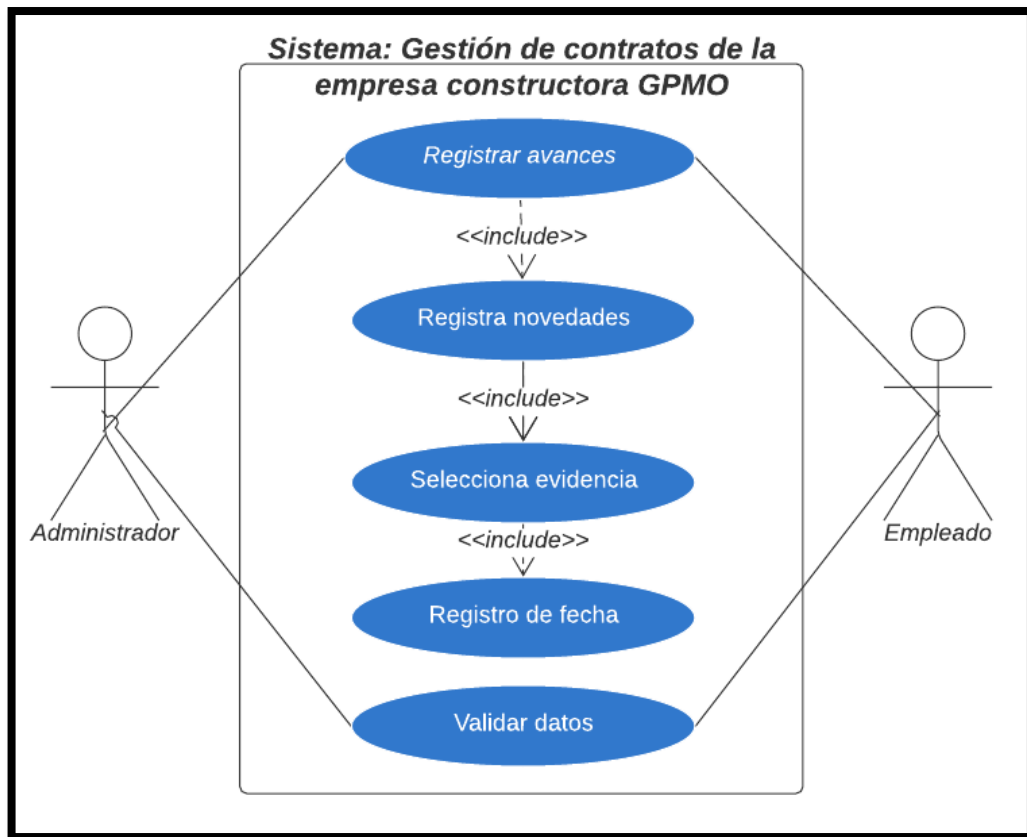 Sistema: Gestión de contratos de la
empresa constructora GPMO
Registrar avances
<<include>>
Registra novedades
<<include>>
Selecciona evidencia
Administrador
<<include>>
Empleado
Registro de fecha
Validar datos